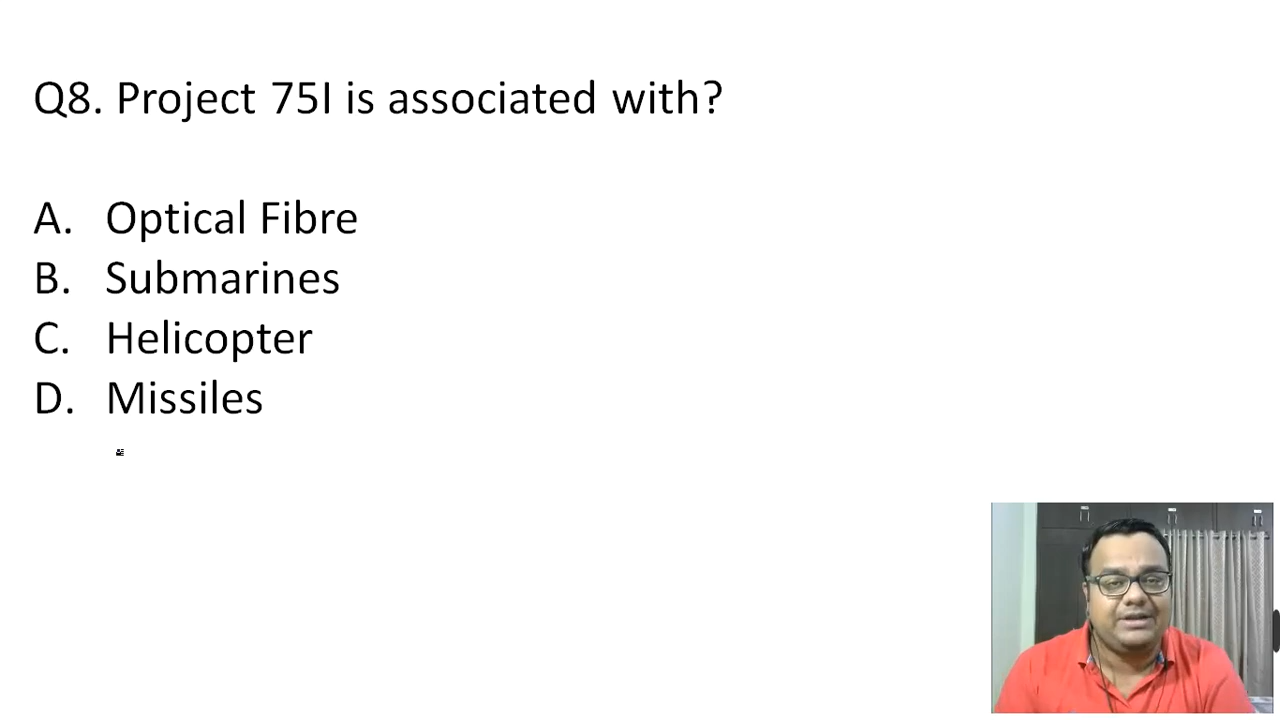 Q8. Project 75I is associated with?
A. Optical Fibre
B. Submarines
C. Helicopter
D. Missiles